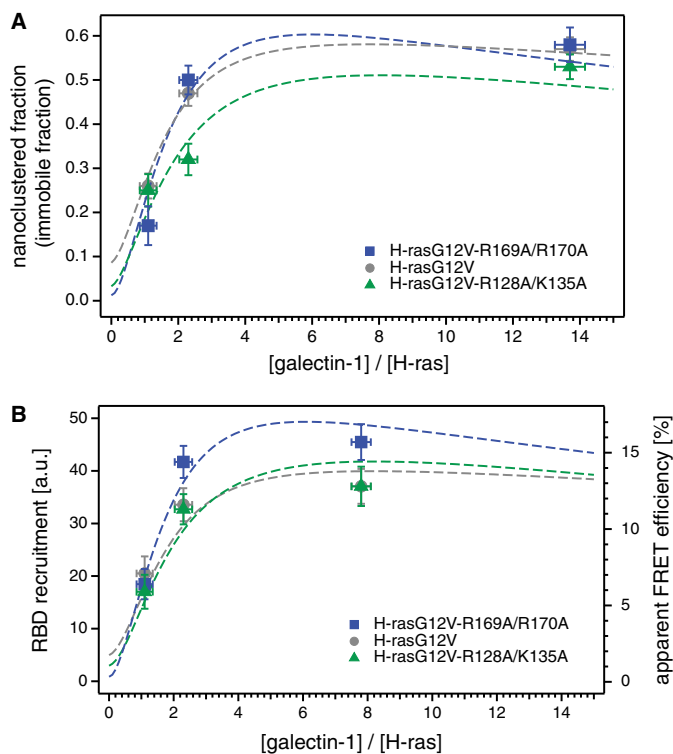 A
nanoclustered fraction
(immobile fraction)
0.6
0.5
0.4
0.3
0.2
0.1
0.0
H-rasG12V-R169A/R170A
H-rasG12V
H-rasG12V-R128A/K135A
0 2 4 6 8 10 12 14
[galectin-1] / [H-ras]
B
RBD recruitment [a.u.]
50
40
30
20
10
0
15
10
5
0
apparent FRET efficiency [%]
H-rasG12V-R169A/R170A
H-rasG12V
H-rasG12V-R128A/K135A
0 2 4 6 8 10 12 14
[galectin-1] / [H-ras]